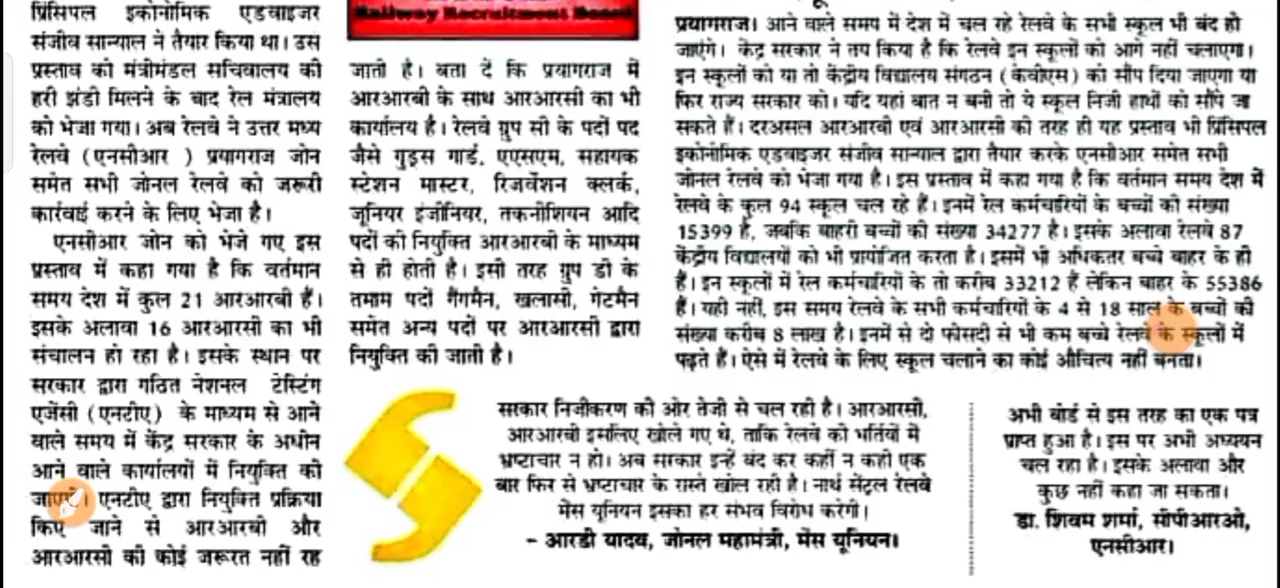 प्रिंसिपल इकोनोमिक एडवाइजर
संजीव सान्याल ने तैयार किया था। उस
प्रस्ताव को मंत्रीमंडल सचिवालय की
हरी झंडी मिलने के बाद रेल मंत्रालय
को भेजा गया। अब रेलवे ने उत्तर मध्य
रेलवे (एनसीआर ) प्रयागराज जोन
समेत सभी जोनल रेलवे को जरूरी
कार्रवाई करने के लिए भेजा है।
एनसीआर जोन को भेजे गए इस
प्रस्ताव में कहा गया है कि वर्तमान
समय देश में कुल 21 आरआरबी हैं।
इसके अलावा 16 आरआरसी का भी
संचालन हो रहा है। इसके स्थान पर
सरकार द्वारा गठित नेशनल टेस्टिंग
एजेंसी (एनटीए) के माध्यम से आने
वाले समय में केंद्र सरकार के अधीन
आने वाले कार्यालयों में नियुक्ति की
जाएगी। एनटीए द्वारा नियुक्ति प्रक्रिया
किए जाने से आरआरबी और
आरआरसी की कोई जरूरत नहीं रह
Railway Recruitment Board
जाती है। बता दें कि प्रयागराज में
आरआरबी के साथ आरआरसी का भी
कार्यालय है। रेलवे ग्रुप सी के पदों पद
जैसे गुड्स गार्ड, एएसएम, सहायक
स्टेशन मास्टर, रिजर्वेशन क्लर्क,
जूनियर इंजीनियर, तकनीशियन आदि
पदों की नियुक्ति आरआरबी के माध्यम
से ही होती है। इसी तरह ग्रुप डी के
तमाम पदों गैंगमैन, खलासी, गेटमैन
समेत अन्य पदों पर आरआरसी द्वारा
नियुक्ति की जाती है।
प्रयागराज। आने वाले समय में देश में चल रहे रेलवे के सभी स्कूल भी बंद हो
जाएंगे। केंद्र सरकार ने तय किया है कि रेलवे इन स्कूलों को आगे नहीं चलाएगा।
इन स्कूलों को या तो केंद्रीय विद्यालय संगठन (केवीएस) को सौंप दिया जाएगा या
फिर राज्य सरकार को। यदि यहां बात न बनी तो ये स्कूल निजी हाथों को सौंपे जा
सकते हैं। दरअसल आरआरबी एवं आरआरसी की तरह ही यह प्रस्ताव भी प्रिंसिपल
इकोनोमिक एडवाइजर संजीव सान्याल द्वारा तैयार करके एनसीआर समेत सभी
जोनल रेलवे को भेजा गया है। इस प्रस्ताव में कहा गया है कि वर्तमान समय देश में
रेलवे के कुल 94 स्कूल चल रहे हैं। इनमें रेल कर्मचारियों के बच्चों की संख्या
15399 है, जबकि बाहरी बच्चों की संख्या 34277 है। इसके अलावा रेलवे 87
केंद्रीय विद्यालयों को भी प्रायोजित करता है। इसमें भी अधिकतर बच्चे बाहर के ही
हैं। इन स्कूलों में रेल कर्मचारियों के तो करीब 33212 हैं लेकिन बाहर के 55386
हैं। यही नहीं, इस समय रेलवे के सभी कर्मचारियों के 4 से 18 साल के बच्चों की
संख्या करीब 8 लाख है। इनमें से दो फीसदी से भी कम बच्चे रेलवे के स्कूलों में
पढ़ते हैं। ऐसे में रेलवे के लिए स्कूल चलाने का कोई औचित्य नहीं बनता।
सरकार निजीकरण की ओर तेजी से चल रही है। आरआरसी,
आरआरबी इसलिए खोले गए थे, ताकि रेलवे की भर्तियों में
भ्रष्टाचार न हो। अब सरकार इन्हें बंद कर कहीं न कही एक
बार फिर से भ्रष्टाचार के रास्ते खोल रही है। नार्थ सेंट्रल रेलवे
मेंस यूनियन इसका हर संभव विरोध करेगी।
- आरडी यादव, जोनल महामंत्री, मेंस यूनियन।
अभी बोर्ड से इस तरह का एक पत्र
प्राप्त हुआ है। इस पर अभी अध्ययन
चल रहा है। इसके अलावा और
कुछ नहीं कहा जा सकता।
डा. शिवम शर्मा, सीपीआरओ,
एनसीआर।